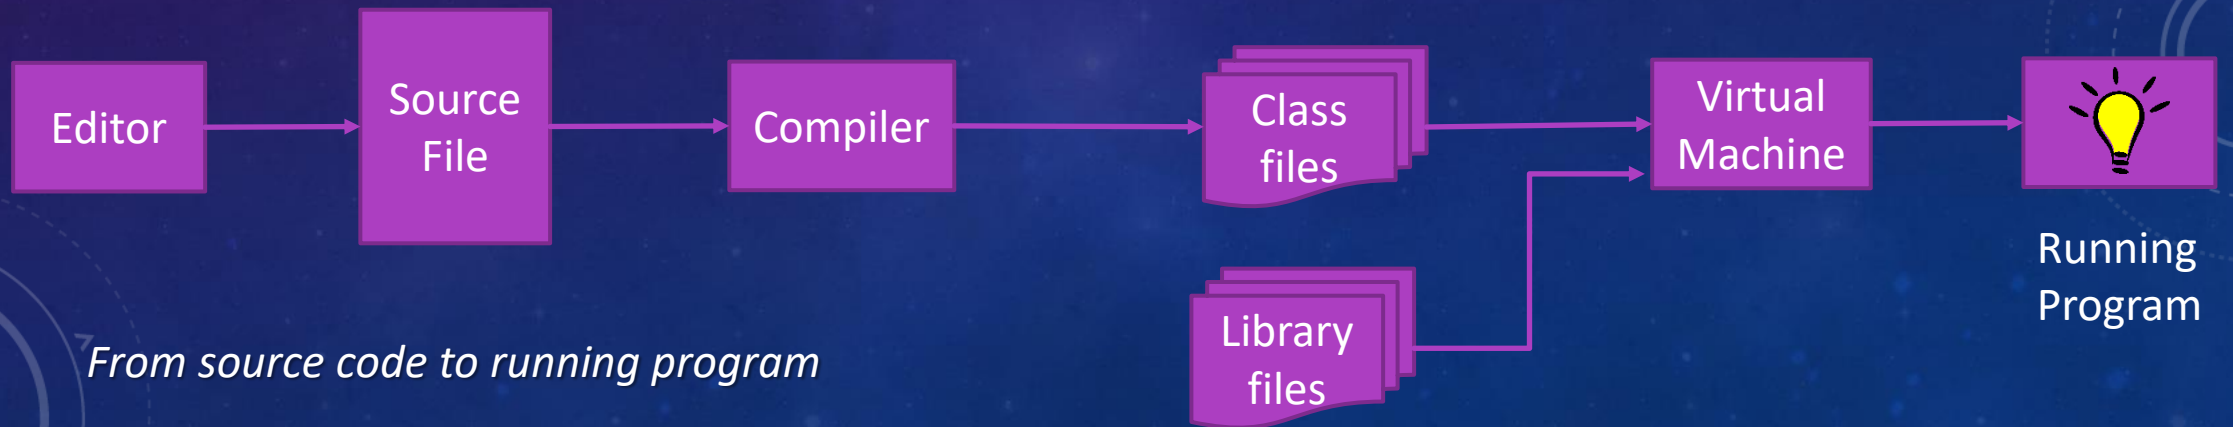 Editor
Source
File
Compiler
Class
files
Virtual
Machine
Running
Program
Library
files
From source code to running program